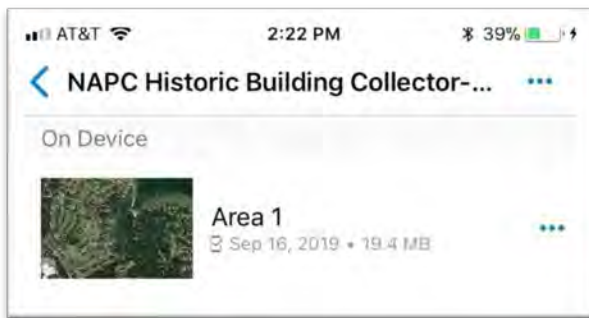 AT&T 2:22 PM 39%
NAPC Historic Building Collector-...
On Device
Area 1
Sep 16, 2019 • 19.4 MB